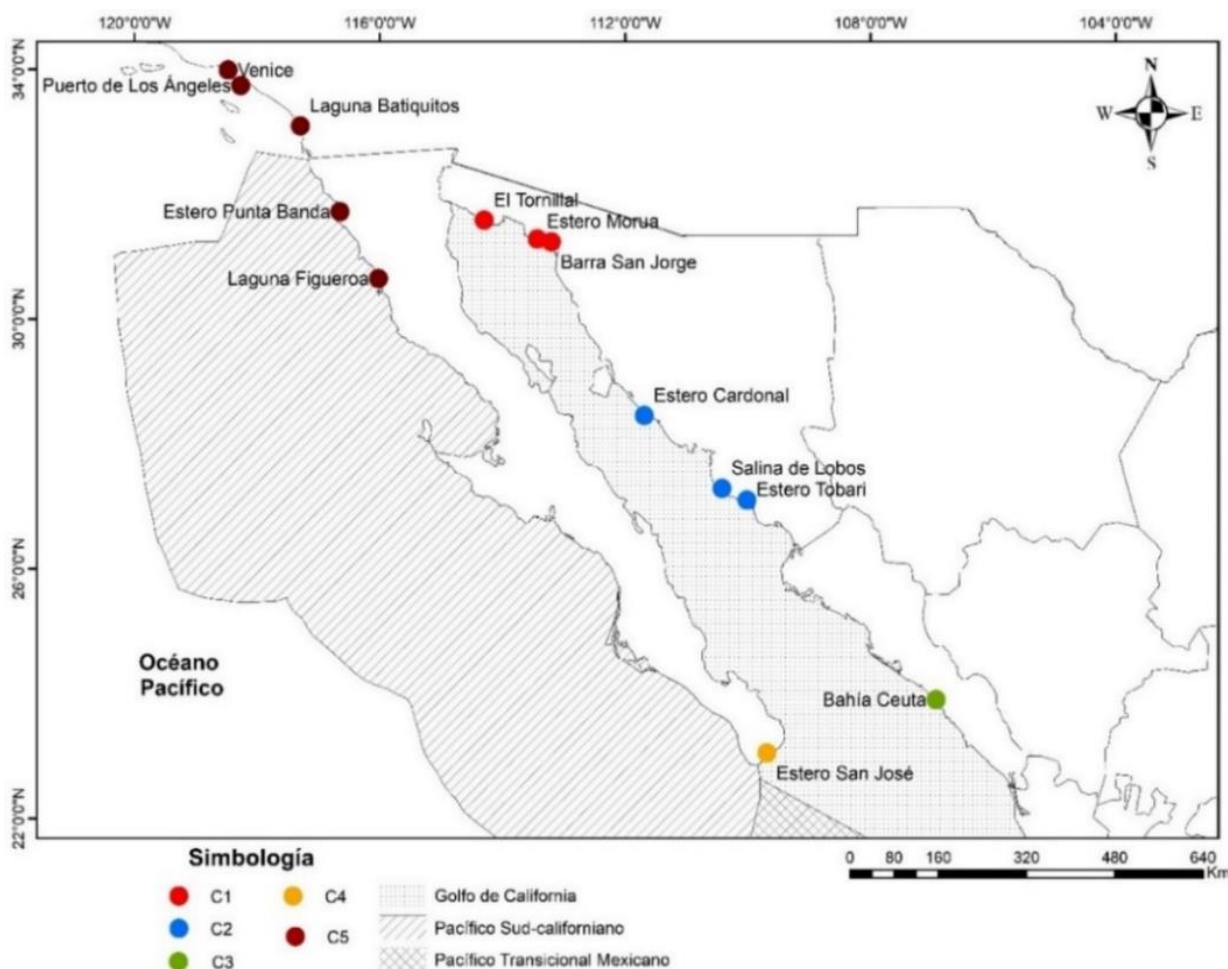 120°0'0"W 116°0'0"W 112°0'0"W 108°0'0"W 104°0'0"W
34°0'0"N
30°0'0"N
26°0'0"N
22°0'0"N
N
W E
S
Venice
Puerto de Los Ángeles
Laguna Batiquitos
El Tornillal
Estero Punta Banda
Estero Morua
Barra San Jorge
Laguna Figueroa
Estero Cardonal
Salina de Lobos
Estero Tobari
Océano
Pacífico
Bahía Ceuta
Estero San José
Simbología
C1 C4 Golfo de California
C2 C5 Pacífico Sud-californiano
C3 Pacífico Transicional Mexicano
0 80 160 320 480 640
Km